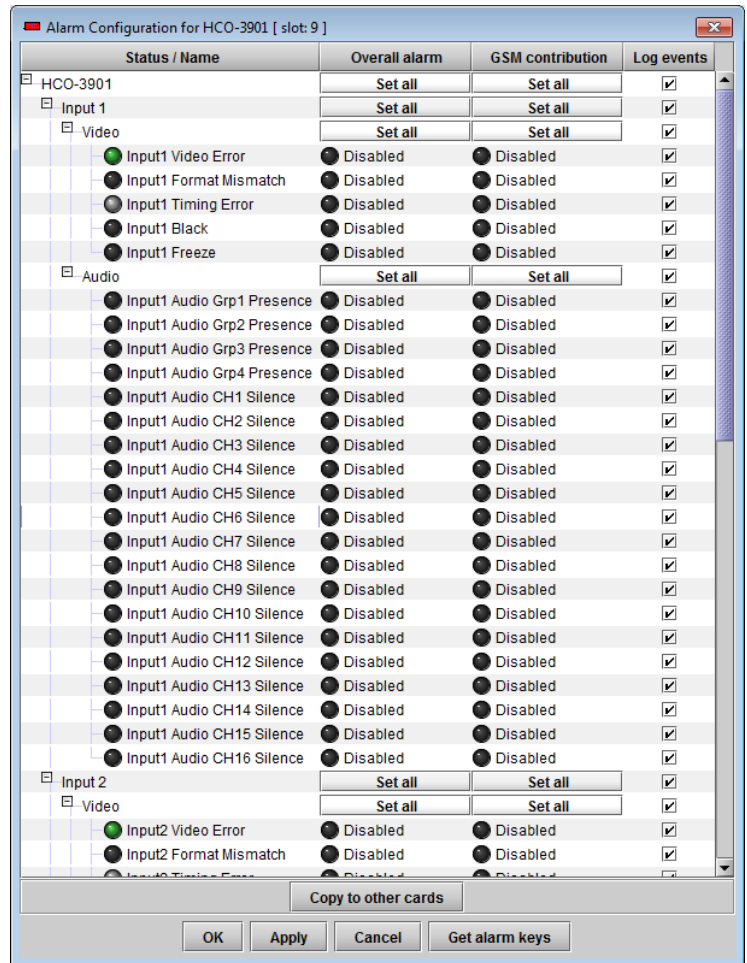 Alarm Configuration for HCO-3901 [ slot: 9 ]
Status / Name Overall alarm GSM contribution Log events
HCO-3901 Set all Set all
Input 1 Set all Set all
Video Set all Set all
Input1 Video Error Disabled Disabled
Input1 Format Mismatch Disabled Disabled
Input1 Timing Error Disabled Disabled
Input1 Black Disabled Disabled
Input1 Freeze Disabled Disabled
Audio Set all Set all
Input1 Audio Grp1 Presence Disabled Disabled
Input1 Audio Grp2 Presence Disabled Disabled
Input1 Audio Grp3 Presence Disabled Disabled
Input1 Audio Grp4 Presence Disabled Disabled
Input1 Audio CH1 Silence Disabled Disabled
Input1 Audio CH2 Silence Disabled Disabled
Input1 Audio CH3 Silence Disabled Disabled
Input1 Audio CH4 Silence Disabled Disabled
Input1 Audio CH5 Silence Disabled Disabled
Input1 Audio CH6 Silence Disabled Disabled
Input1 Audio CH7 Silence Disabled Disabled
Input1 Audio CH8 Silence Disabled Disabled
Input1 Audio CH9 Silence Disabled Disabled
Input1 Audio CH10 Silence Disabled Disabled
Input1 Audio CH11 Silence Disabled Disabled
Input1 Audio CH12 Silence Disabled Disabled
Input1 Audio CH13 Silence Disabled Disabled
Input1 Audio CH14 Silence Disabled Disabled
Input1 Audio CH15 Silence Disabled Disabled
Input1 Audio CH16 Silence Disabled Disabled
Input 2 Set all Set all
Video Set all Set all
Input2 Video Error Disabled Disabled
Input2 Format Mismatch Disabled Disabled
Copy to other cards
OK Apply Cancel Get alarm keys